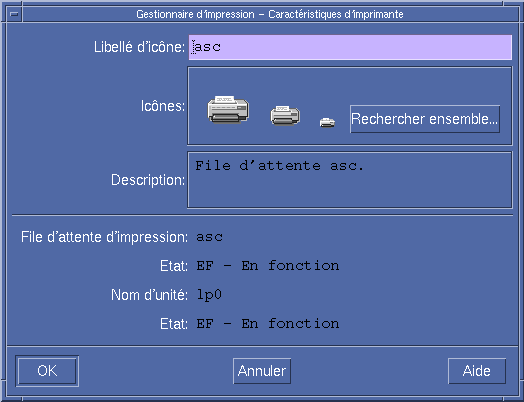 Gestionnaire d'impression – Caractéristiques d'imprimante
Libellé d'icône: asc
Icônes:
Rechercher ensemble...
Description: File d'attente asc.
File d'attente d'impression: asc
Etat: EF – En fonction
Nom d'unité: lp0
Etat: EF – En fonction
OK Annuler Aide